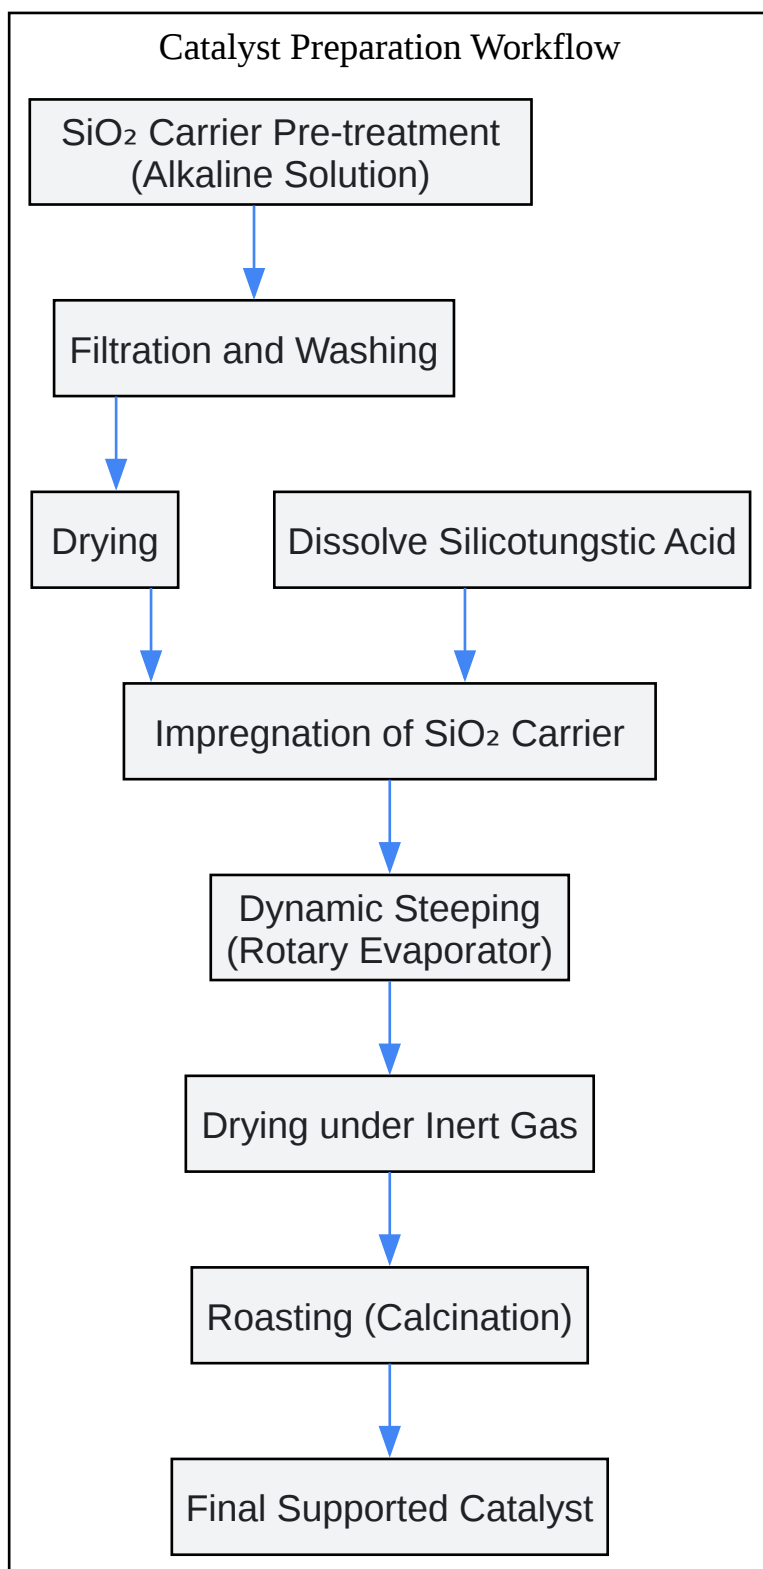 Catalyst Preparation Workflow
SiO₂ Carrier Pre-treatment
(Alkaline Solution)
Filtration and Washing
Drying
Dissolve Silicotungstic Acid
Impregnation of SiO₂ Carrier
Dynamic Steeping
(Rotary Evaporator)
Drying under Inert Gas
Roasting (Calcination)
Final Supported Catalyst